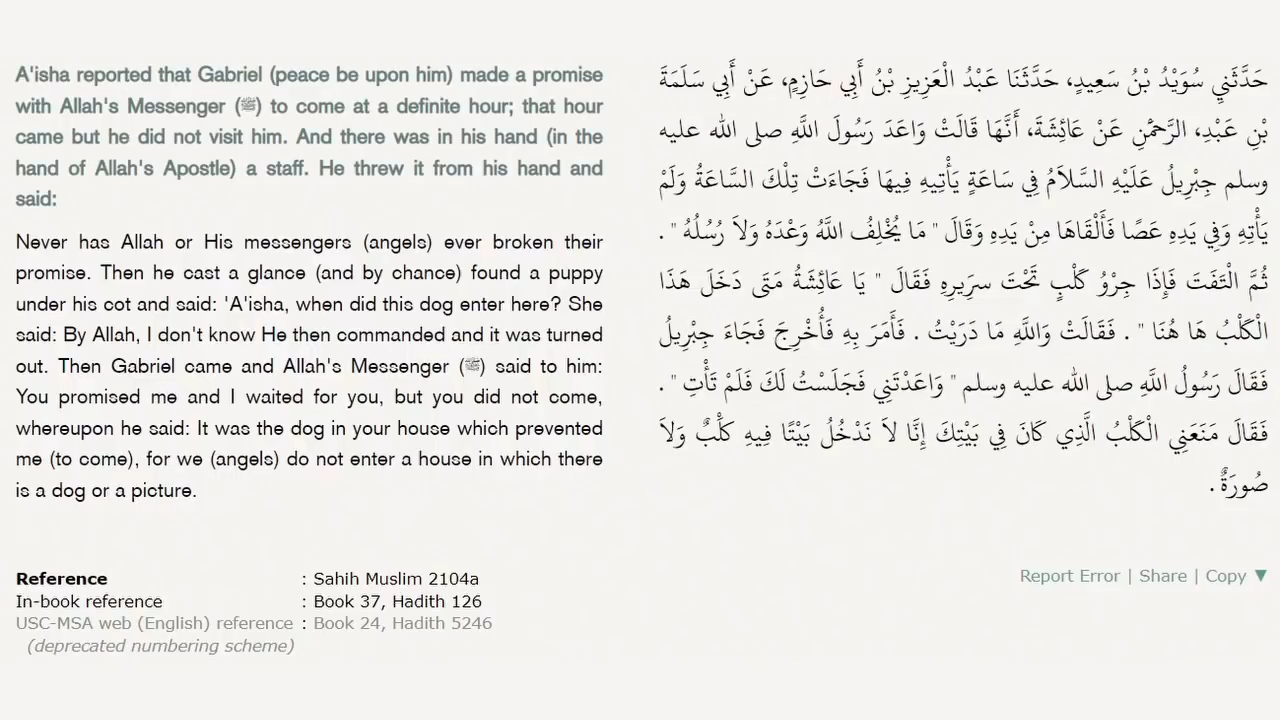 A'isha reported that Gabriel (peace be upon him) made a promise
with Allah's Messenger (ﷺ) to come at a definite hour; that hour
came but he did not visit him. And there was in his hand (in the
hand of Allah's Apostle) a staff. He threw it from his hand and
said:
Never has Allah or His messengers (angels) ever broken their
promise. Then he cast a glance (and by chance) found a puppy
under his cot and said: 'A'isha, when did this dog enter here? She
said: By Allah, I don't know He then commanded and it was turned
out. Then Gabriel came and Allah's Messenger (ﷺ) said to him:
You promised me and I waited for you, but you did not come,
whereupon he said: It was the dog in your house which prevented
me (to come), for we (angels) do not enter a house in which there
is a dog or a picture.
حَدَّثَنِي سُوَيْدُ بْنُ سَعِيدٍ، حَدَّثَنَا عَبْدُ الْعَزِيزِ بْنُ أَبِي حَازِمٍ، عَنْ أَبِي سَلَمَةَ
بْنِ عَبْدِ، الرَّحْمَنِ عَنْ عَائِشَةَ، أَنَّهَا قَالَتْ وَاعَدَ رَسُولَ اللَّهِ صلى الله عليه
وسلم جِبْرِيلُ عَلَيْهِ السَّلاَمُ فِي سَاعَةٍ يَأْتِيهِ فِيهَا فَجَاءَتْ تِلْكَ السَّاعَةُ وَلَمْ
يَأْتِهِ وَفِي يَدِهِ عَصًا فَأَلْقَاهَا مِنْ يَدِهِ وَقَالَ " مَا يُخْلِفُ اللَّهُ وَعْدَهُ وَلاَ رُسُلُهُ " .
ثُمَّ الْتَفَتَ فَإِذَا جِرْوُ كَلْبٍ تَحْتَ سَرِيرِهِ فَقَالَ " يَا عَائِشَةُ مَتَى دَخَلَ هَذَا
الْكَلْبُ هَا هُنَا " . فَقَالَتْ وَاللَّهِ مَا دَرَيْتُ . فَأَمَرَ بِهِ فَأُخْرِجَ فَجَاءَ جِبْرِيلُ
فَقَالَ رَسُولُ اللَّهِ صلى الله عليه وسلم " وَاعَدْتَنِي فَجَلَسْتُ لَكَ فَلَمْ تَأْتِ " .
فَقَالَ مَنَعَنِي الْكَلْبُ الَّذِي كَانَ فِي بَيْتِكَ إِنَّا لاَ نَدْخُلُ بَيْتًا فِيهِ كَلْبٌ وَلاَ
صُورَةٌ .
Reference : Sahih Muslim 2104a
In-book reference : Book 37, Hadith 126
USC-MSA web (English) reference : Book 24, Hadith 5246
(deprecated numbering scheme)
Report Error | Share | Copy ▼